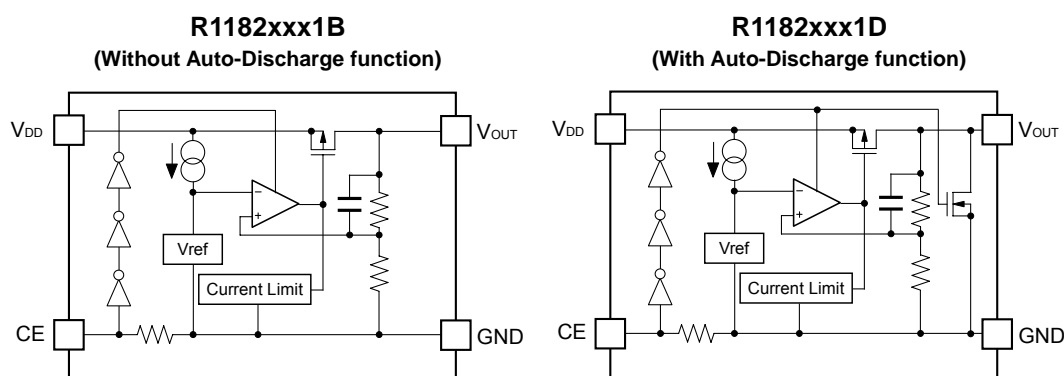 R1182xxx1B
(Without Auto-Discharge function)
VDD
VOUT
−
+
Vref
Current Limit
CE
GND
R1182xxx1D
(With Auto-Discharge function)
VDD
VOUT
−
+
Vref
Current Limit
CE
GND